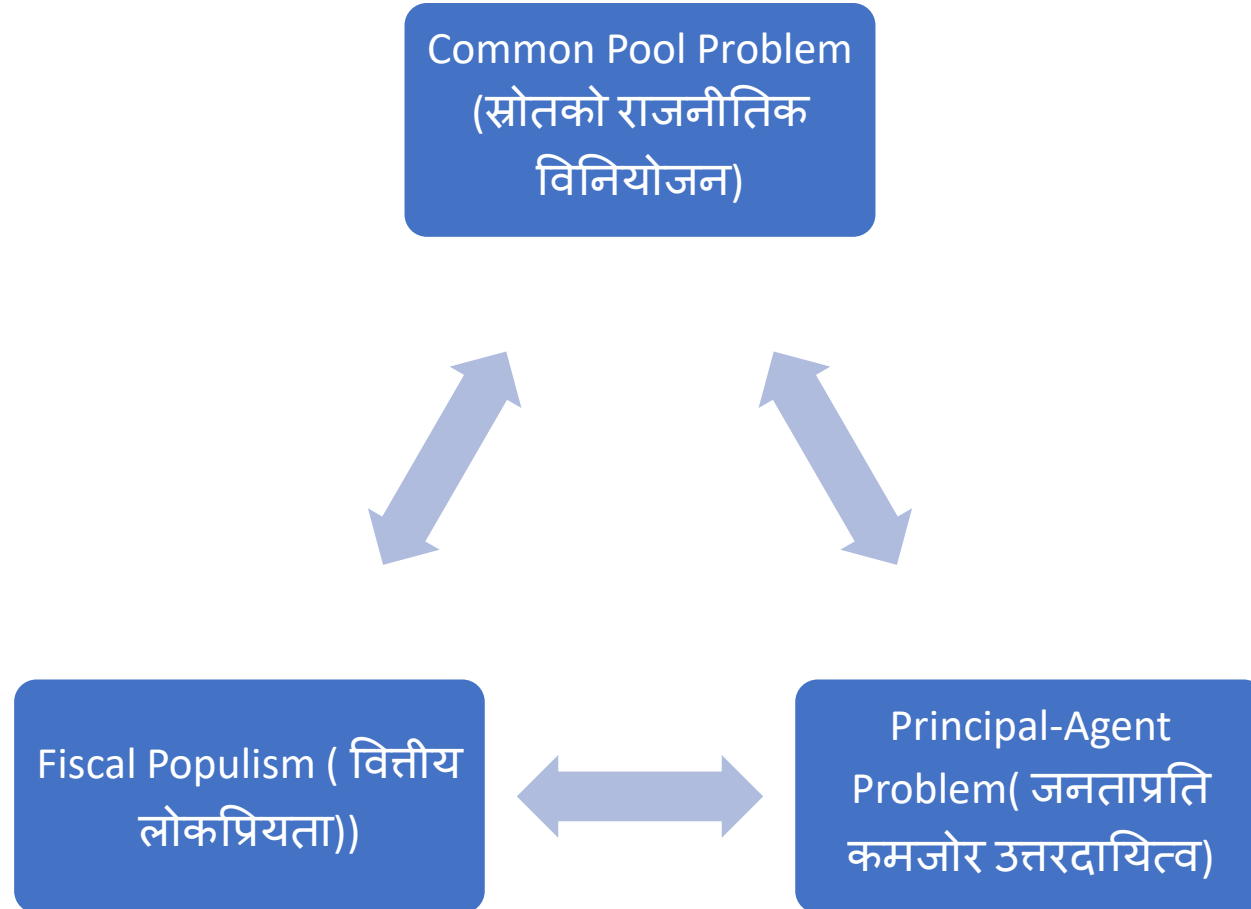 Common Pool Problem
(स्रोतको राजनीतिक
विनियोजन)
Fiscal Populism ( वित्तीय
लोकप्रियता))
Principal-Agent
Problem( जनताप्रति
कमजोर उत्तरदायित्व)